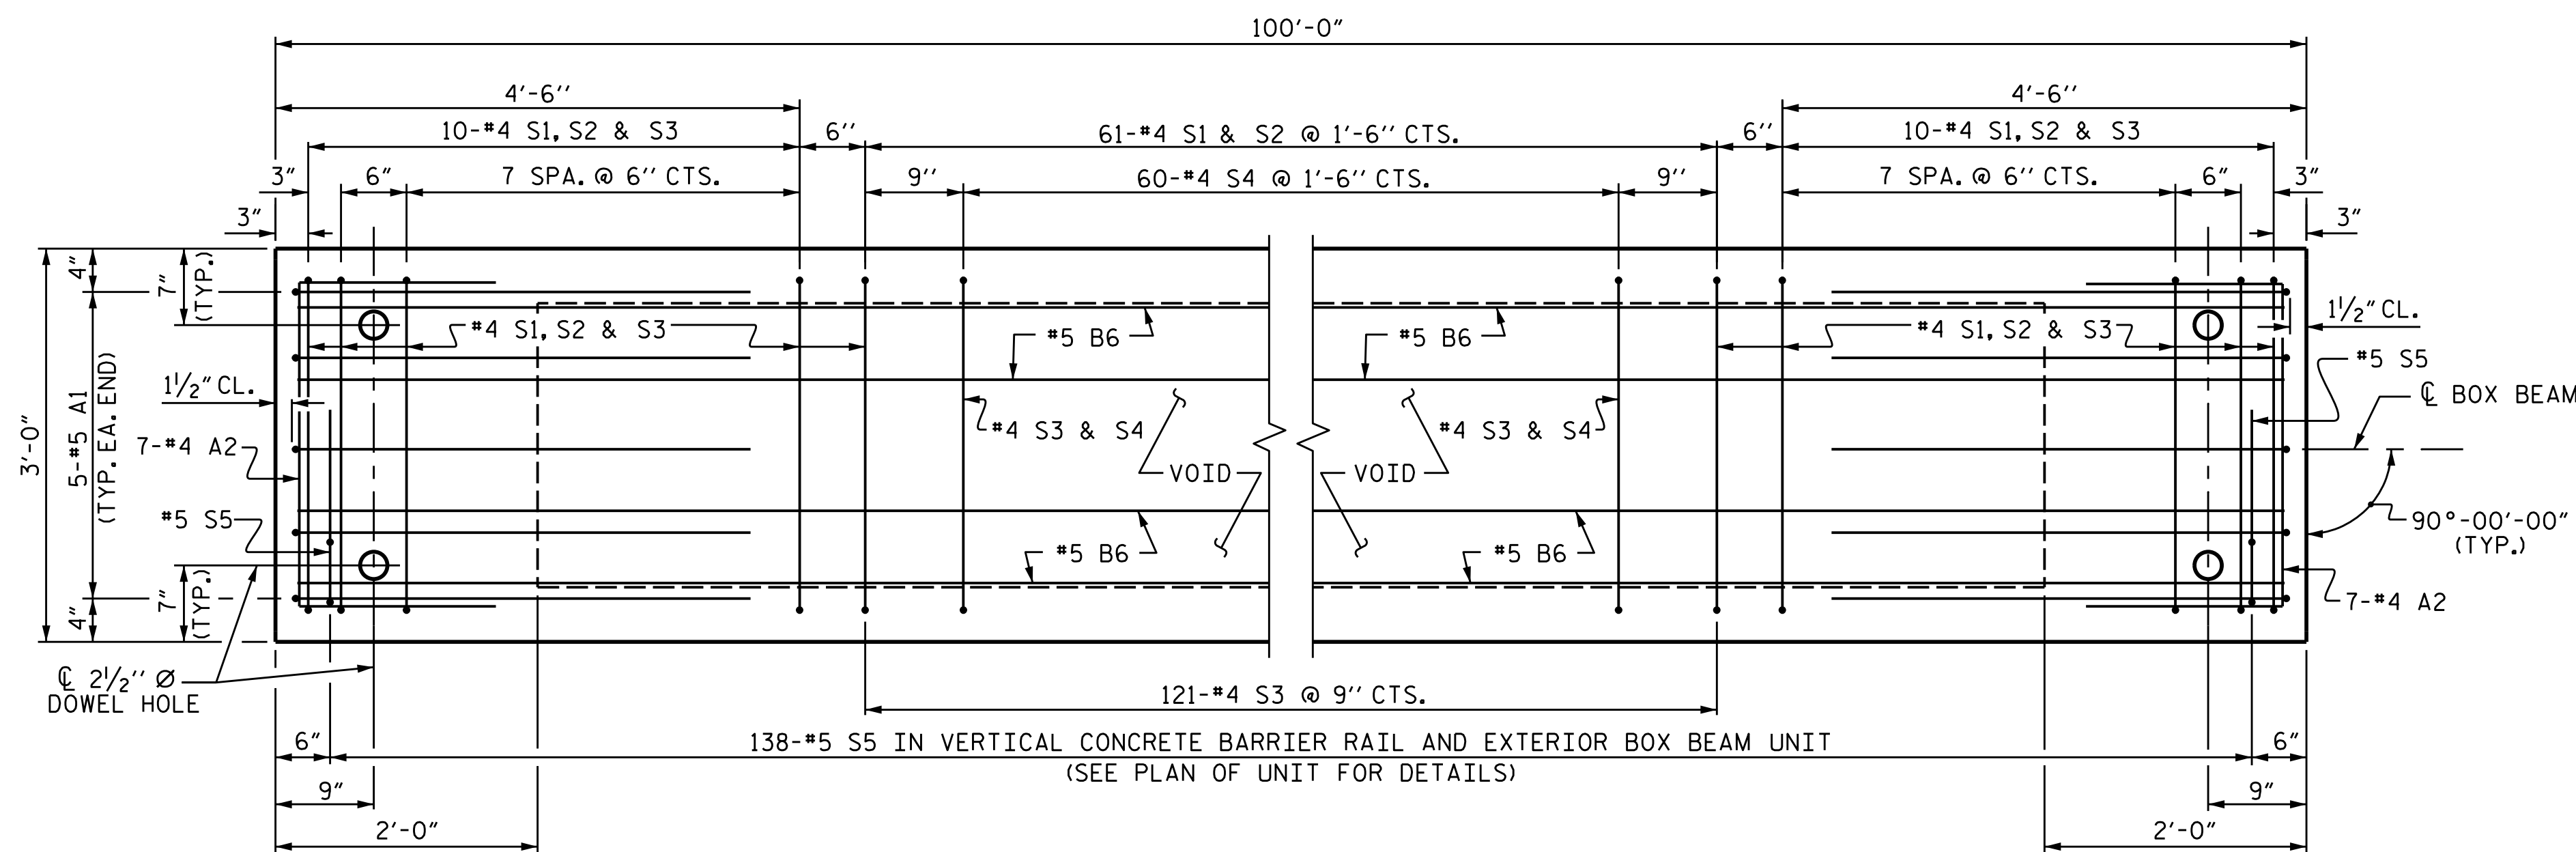 100'-0"
4'-6''
4'-6''
10-#4 S1, S2 & S3
6''
61-#4 S1 & S2 @ 1'-6'' CTS.
6''
10-#4 S1, S2 & S3
3"
6"
7 SPA. @ 6'' CTS.
9''
60-#4 S4 @ 1'-6'' CTS.
9''
7 SPA. @ 6'' CTS.
6"
3"
3"
3"
4"
7"
(TYP.)
#4 S1, S2 & S3
#5 B6
#5 B6
#4 S1, S2 & S3
1½" CL.
#5 S5
℄ BOX BEAM
3'-0"
5-#5 A1
(TYP. EA. END)
1½" CL.
7-#4 A2
#4 S3 & S4
#4 S3 & S4
VOID
VOID
#5 S5
#5 B6
#5 B6
90°-00'-00"
(TYP.)
4"
7"
(TYP.)
7-#4 A2
℄ 2½'' Ø
DOWEL HOLE
121-#4 S3 @ 9'' CTS.
6"
138-#5 S5 IN VERTICAL CONCRETE BARRIER RAIL AND EXTERIOR BOX BEAM UNIT
6"
(SEE PLAN OF UNIT FOR DETAILS)
9"
9"
2'-0"
2'-0"